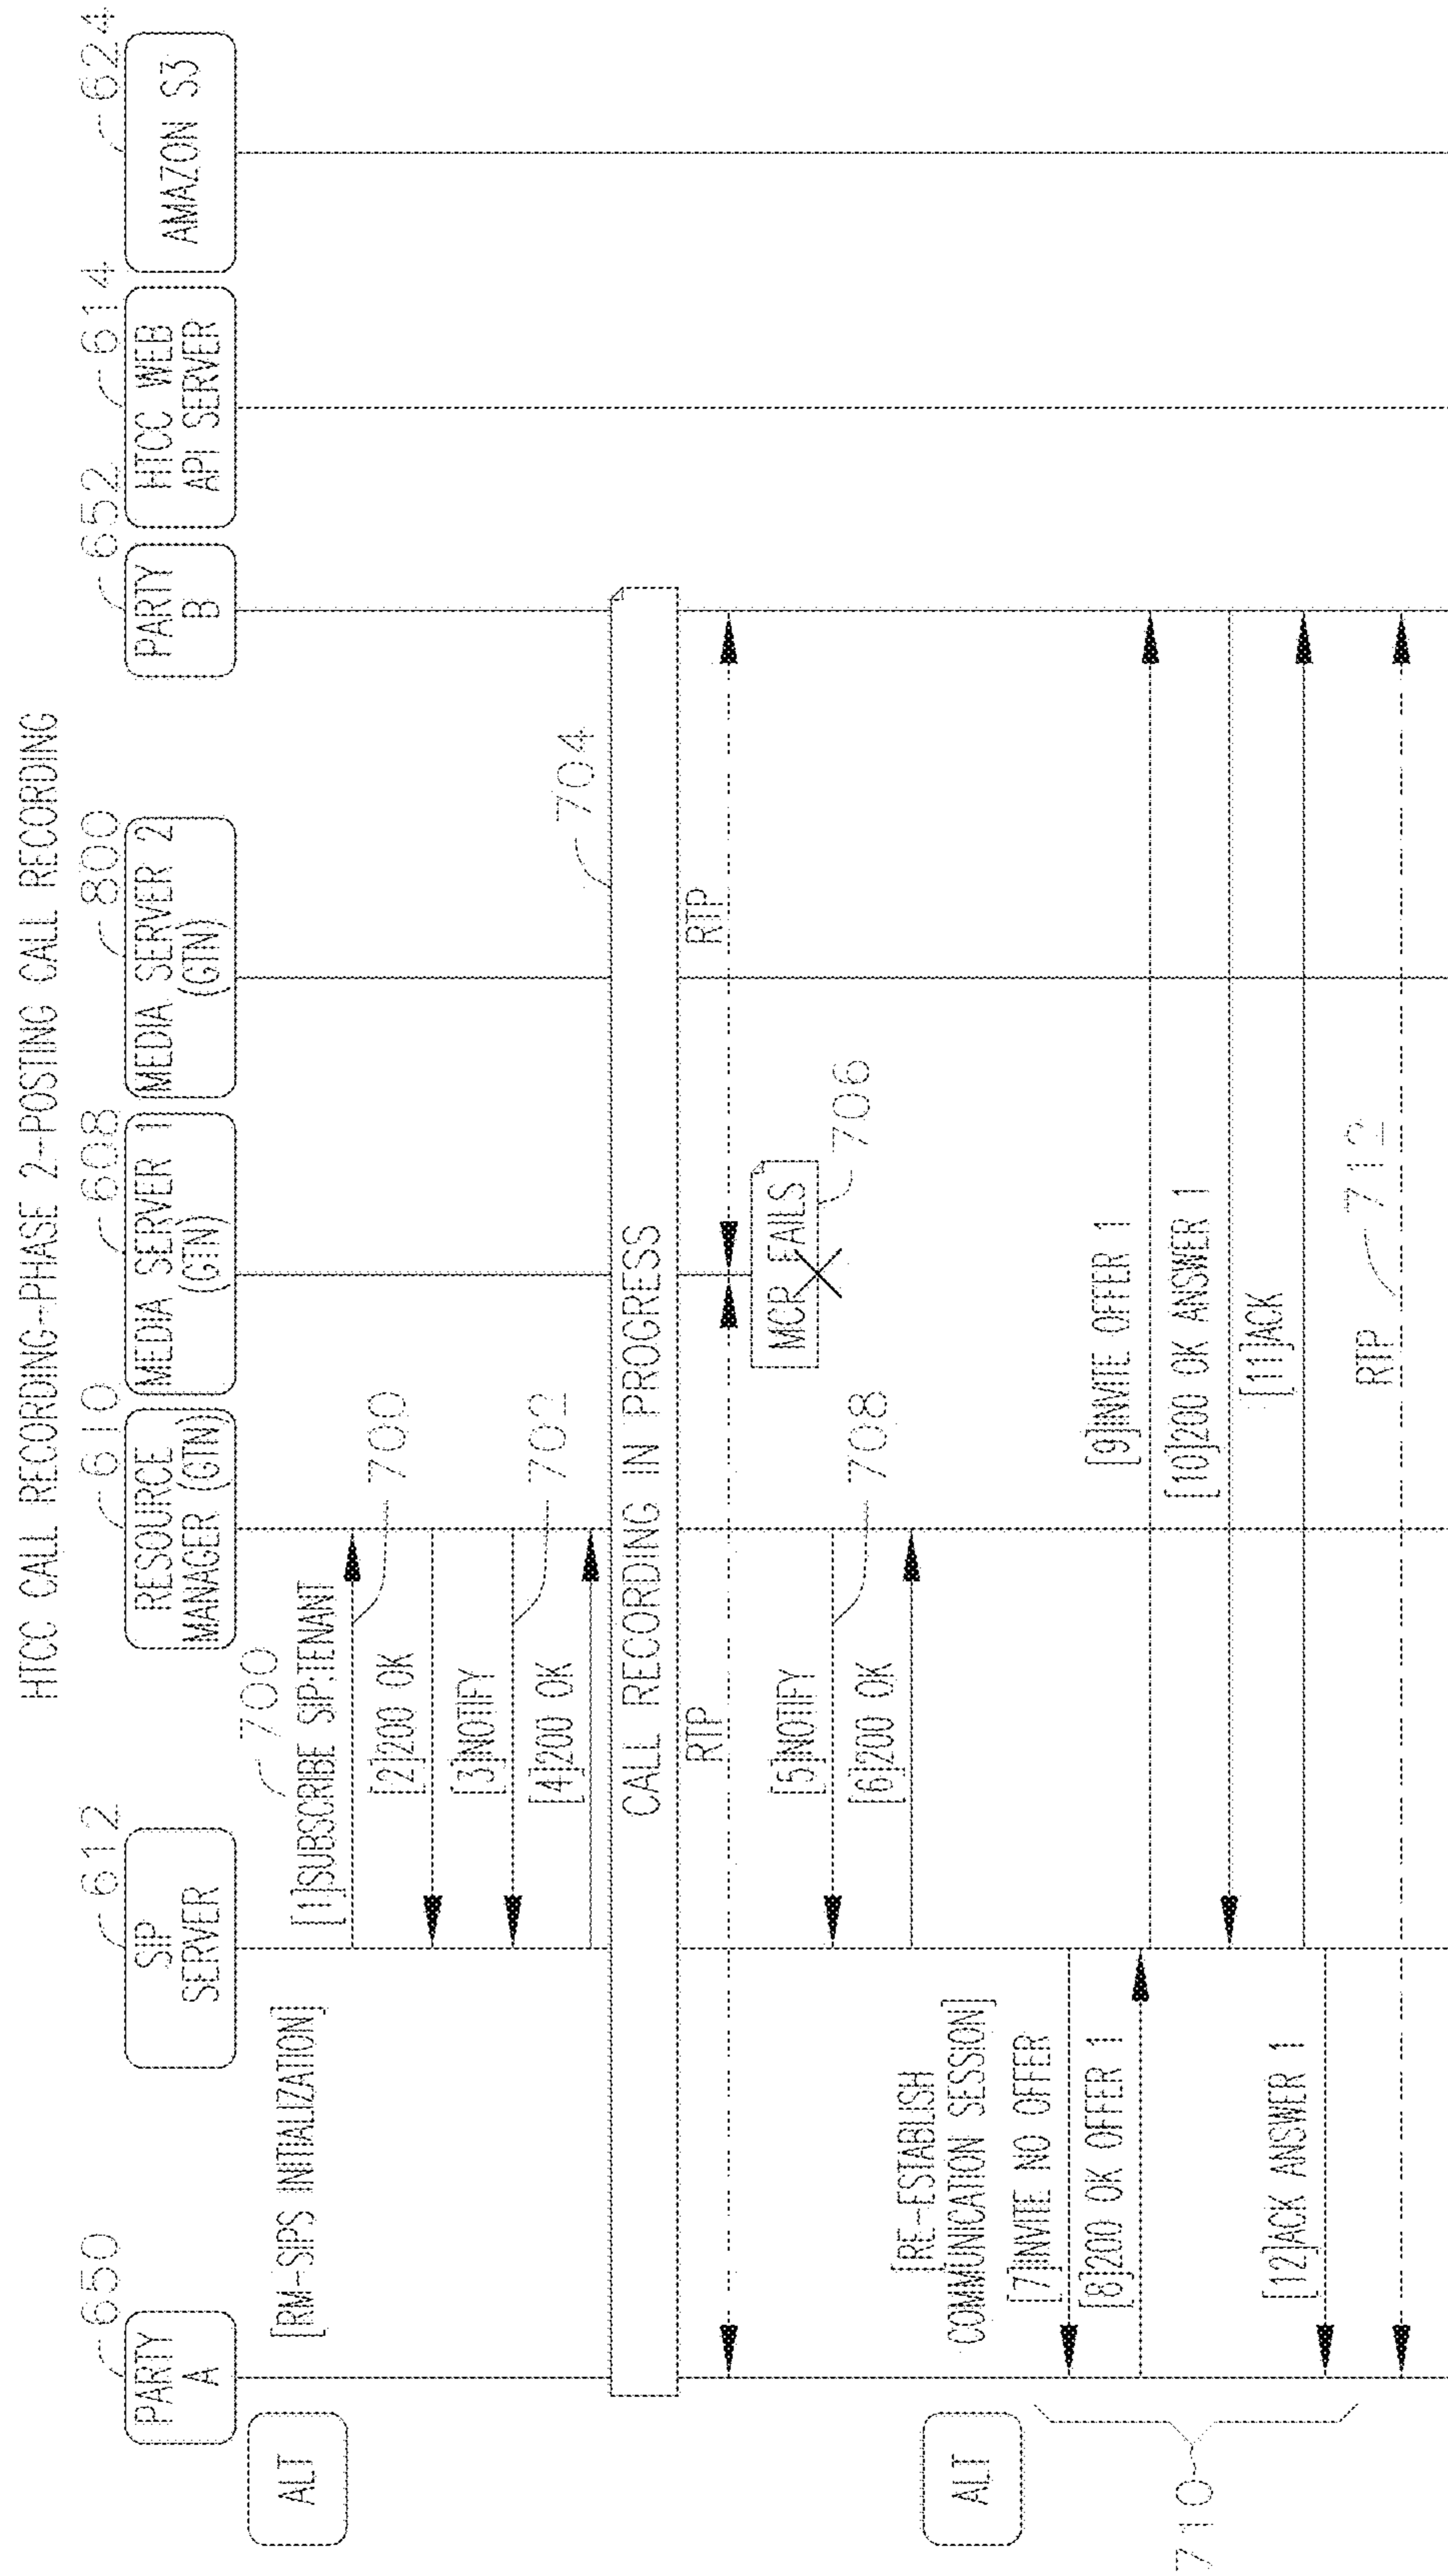 HTCC CALL RECORDING--PHASE 2--POSTING CALL RECORDING
650
612
610
608
800
652
614
624
PARTY
A
SIP
SERVER
RESOURCE
MANAGER (GTN)
MEDIA SERVER 1
(GTN)
MEDIA SERVER 2
(GTN)
PARTY
B
HTCC WEB
API SERVER
AMAZON S3
ALT
[RM-SIPS INITIALIZATION]
700
[1]SUBSCRIBE SIP:TENANT
700
[2]200 OK
[3]NOTIFY
702
[4]200 OK
704
CALL RECORDING IN PROGRESS
RTP
RTP
MCP FAILS
706
[5]NOTIFY
708
[6]200 OK
ALT
[RE-ESTABLISH
COMMUNICATION SESSION]
710
[7]INVITE NO OFFER
[8]200 OK OFFER 1
[9]INVITE OFFER 1
[10]200 OK ANSWER 1
[11]ACK
[12]ACK ANSWER 1
RTP
712